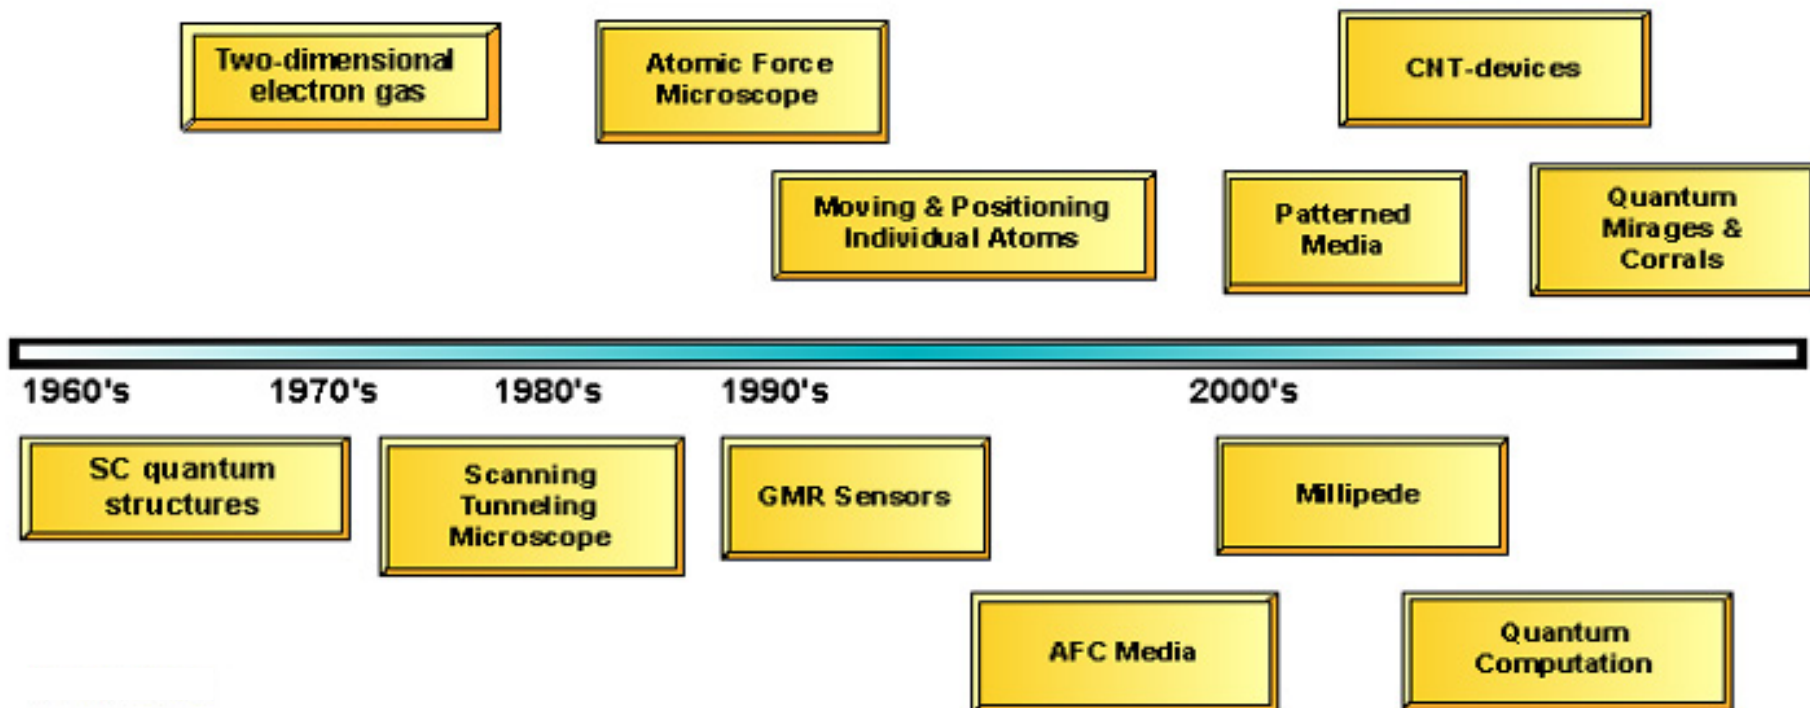 Two-dimensional
electron gas
Atomic Force
Microscope
CNT-devices
Moving & Positioning
Individual Atoms
Patterned
Media
Quantum
Mirages &
Corrals
1960's
1970's
1980's
1990's
2000's
SC quantum
structures
Scanning
Tunneling
Microscope
GMR Sensors
Millipede
AFC Media
Quantum
Computation